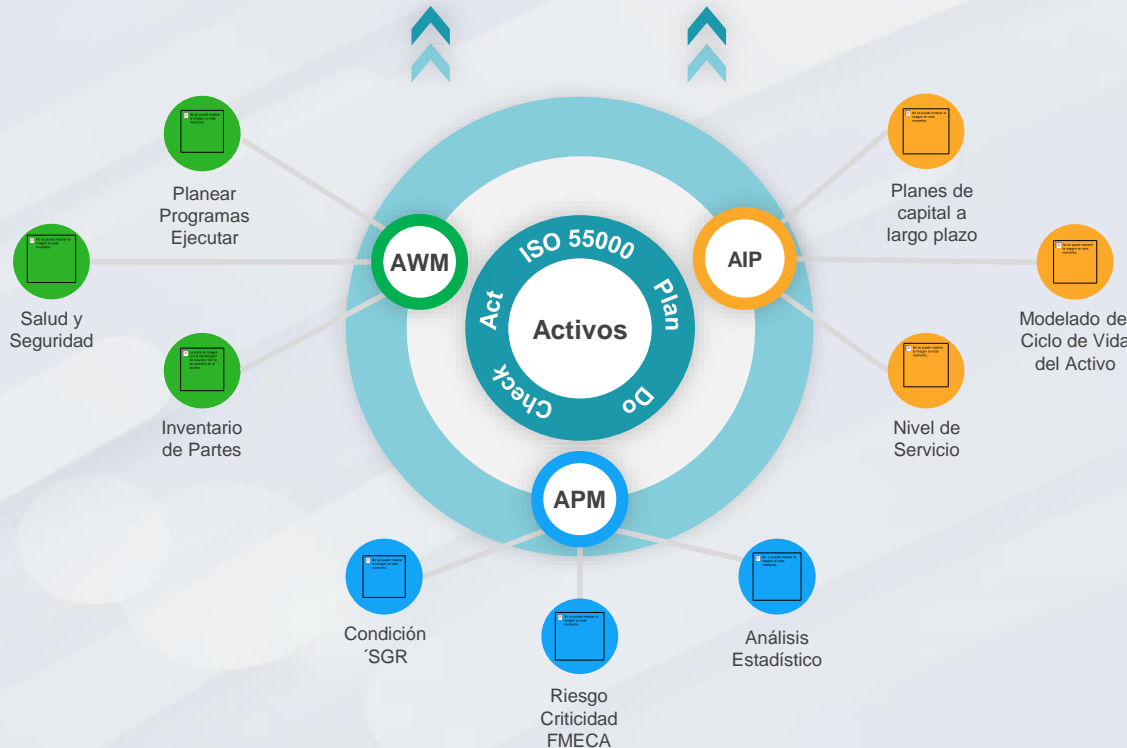 Planear
Programas
Ejecutar
Salud y
Seguridad
Inventario
de Partes
AWM
ISO 55000
Plan
Do
Check
Act
Activos
AIP
Planes de
capital a
largo plazo
Modelado de
Ciclo de Vida
del Activo
Nivel de
Servicio
APM
Condición
´SGR
Riesgo
Criticidad
FMECA
Análisis
Estadístico